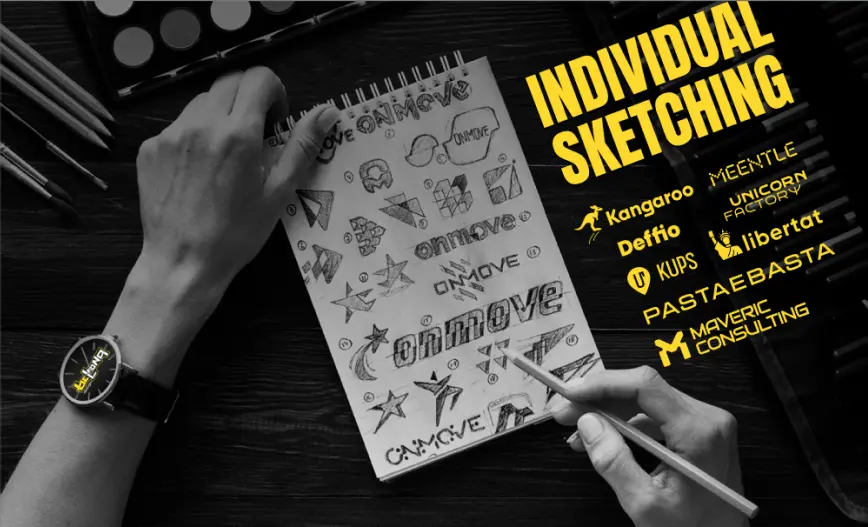 INDIVIDUAL
SKETCHING
MEENTLE
Kangaroo
UNICORN
FACTORY
Deffio
libertat
KUPS
PASTAEBASTA
MAVERIC
CONSULTING
ONMOVE
ONMOVE
onmove
ONMOVE
onmove
ONMOVE